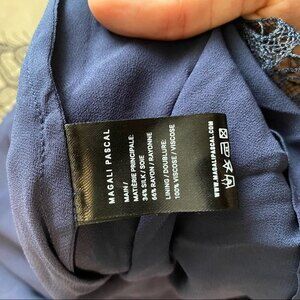 MAGALI PASCAL
MAIN /
MATIÈRE PRINCIPALE:
34% SILK / SOIE
66% RAYON / RAYONNE
LINING / DOUBLURE:
100% VISCOSE / VISCOSE
WWW.MAGALIPASCAL.COM